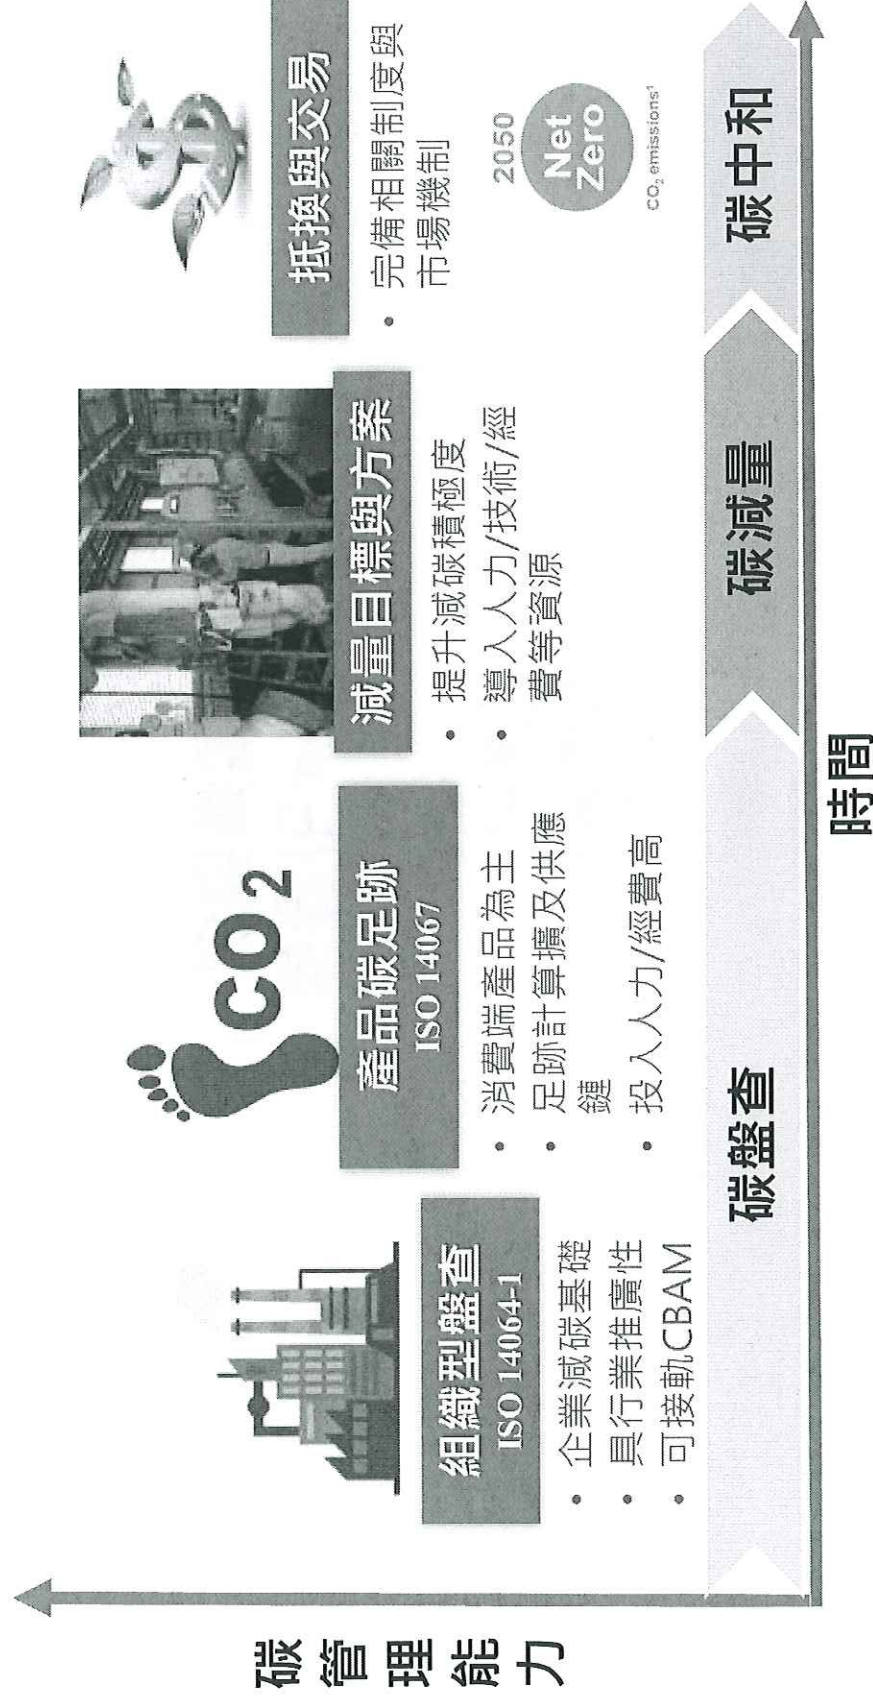 碳管理能力
組織型盤查
ISO 14064-1
• 企業減碳基礎
• 具行業推廣性
• 可接軌CBAM
CO2
產品碳足跡
ISO 14067
• 消費端產品為主
• 足跡計算擴及供應
鏈
• 投入人力/經費高
減量目標與方案
• 提升減碳積極度
• 導入人力/技術/經
費等資源
抵換與交易
• 完備相關制度與
市場機制
2050
Net
Zero
CO₂ emissions¹
碳盤查
碳減量
碳中和
時間